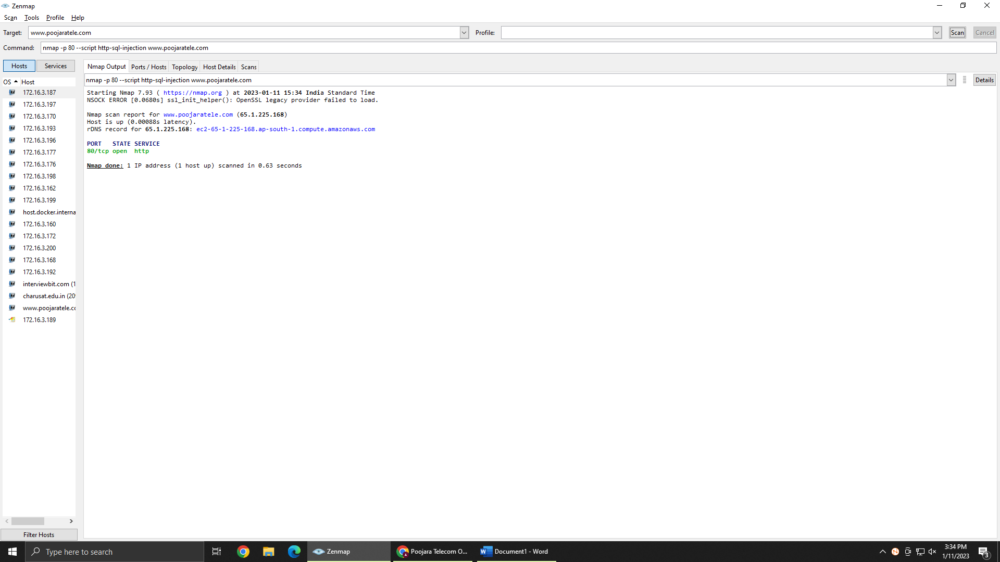 Zenmap
Scan Tools Profile Help
Target: www.poojaratele.com Profile: Scan Cancel
Command: nmap -p 80 --script http-sql-injection www.poojaratele.com
Hosts Services Nmap Output Ports / Hosts Topology Host Details Scans
nmap -p 80 --script http-sql-injection www.poojaratele.com Details
OS Host
172.16.3.187
172.16.3.197
172.16.3.170
172.16.3.193
172.16.3.196
172.16.3.177
172.16.3.176
172.16.3.198
172.16.3.162
172.16.3.199
host.docker.interna
172.16.3.160
172.16.3.172
172.16.3.200
172.16.3.168
172.16.3.192
interviewbit.com (1
charusat.edu.in (20
www.poojaratele.co
172.16.3.189
Filter Hosts
Starting Nmap 7.93 ( https://nmap.org ) at 2023-01-11 15:34 India Standard Time
NSOCK ERROR [0.0680s] ssl_init_helper(): OpenSSL legacy provider failed to load.
Nmap scan report for www.poojaratele.com (65.1.225.168)
Host is up (0.00088s latency).
rDNS record for 65.1.225.168: ec2-65-1-225-168.ap-south-1.compute.amazonaws.com
PORT STATE SERVICE
80/tcp open http
Nmap done: 1 IP address (1 host up) scanned in 0.63 seconds
Type here to search
Zenmap
Poojara Telecom O...
Document1 - Word
3:34 PM
1/11/2023
3